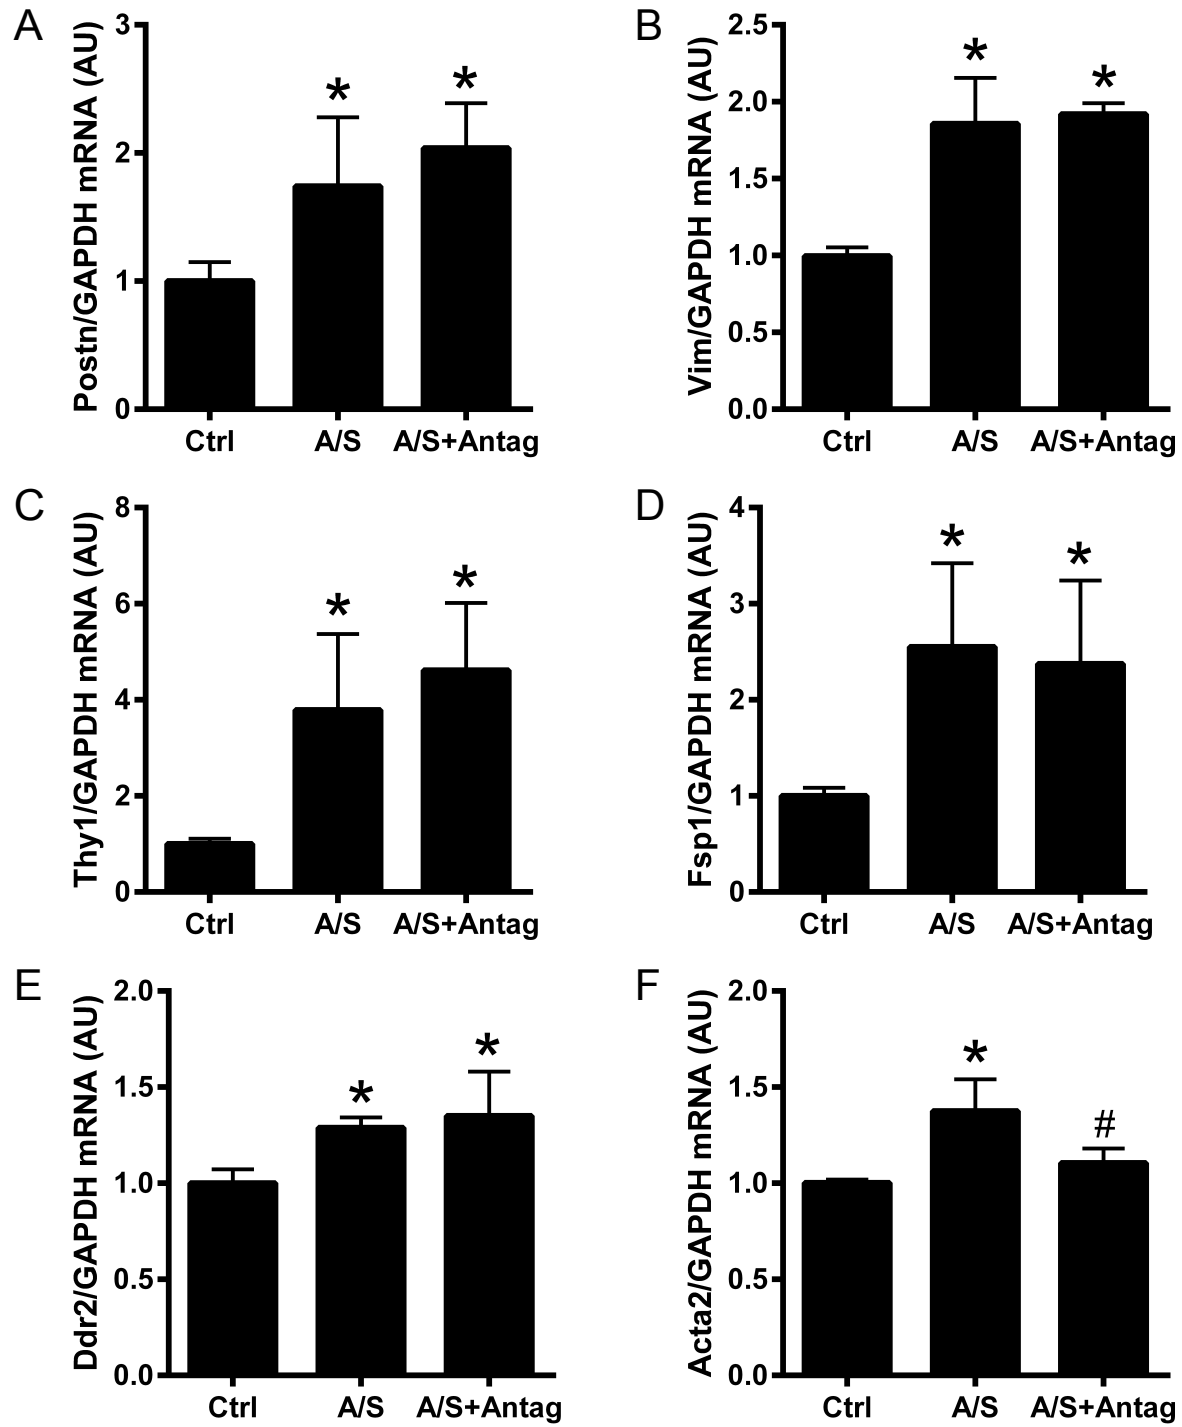 A
Postn/GAPDH mRNA (AU)
3
2
1
0
*
*
Ctrl A/S A/S+Antag
B
Vim/GAPDH mRNA (AU)
2.5
2.0
1.5
1.0
0.5
0.0
*
*
Ctrl A/S A/S+Antag
C
Thy1/GAPDH mRNA (AU)
8
6
4
2
0
*
*
Ctrl A/S A/S+Antag
D
Fsp1/GAPDH mRNA (AU)
4
3
2
1
0
*
*
Ctrl A/S A/S+Antag
E
Ddr2/GAPDH mRNA (AU)
2.0
1.5
1.0
0.5
0.0
*
*
Ctrl A/S A/S+Antag
F
Acta2/GAPDH mRNA (AU)
2.0
1.5
1.0
0.5
0.0
*
#
Ctrl A/S A/S+Antag